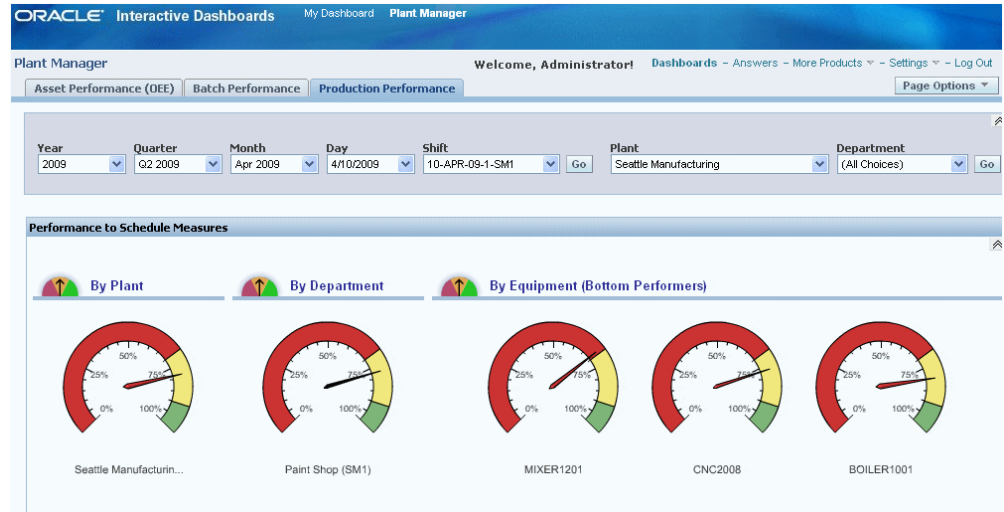 ORACLE Interactive Dashboards My Dashboard Plant Manager
Plant Manager Welcome, Administrator! Dashboards - Answers - More Products - Settings - Log Out
Asset Performance (OEE) Batch Performance Production Performance Page Options
Year Quarter Month Day Shift Plant Department
2009 Q2 2009 Apr 2009 4/10/2009 10-APR-09-1-SM1 Go Seattle Manufacturing (All Choices) Go
Performance to Schedule Measures
By Plant By Department By Equipment (Bottom Performers)
50% 50% 50% 50% 50%
25% 75% 25% 75% 25% 75% 25% 75% 25% 75%
0% 100% 0% 100% 0% 100% 0% 100% 0% 100%
Seattle Manufacturin... Paint Shop (SM1) MIXER1201 CNC2008 BOILER1001